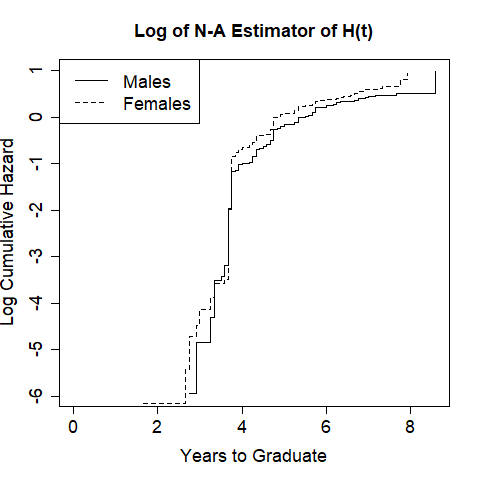 Log of N-A Estimator of H(t)
Males
Females
Log Cumulative Hazard
1
0
-1
-2
-3
-4
-5
-6
0 2 4 6 8
Years to Graduate